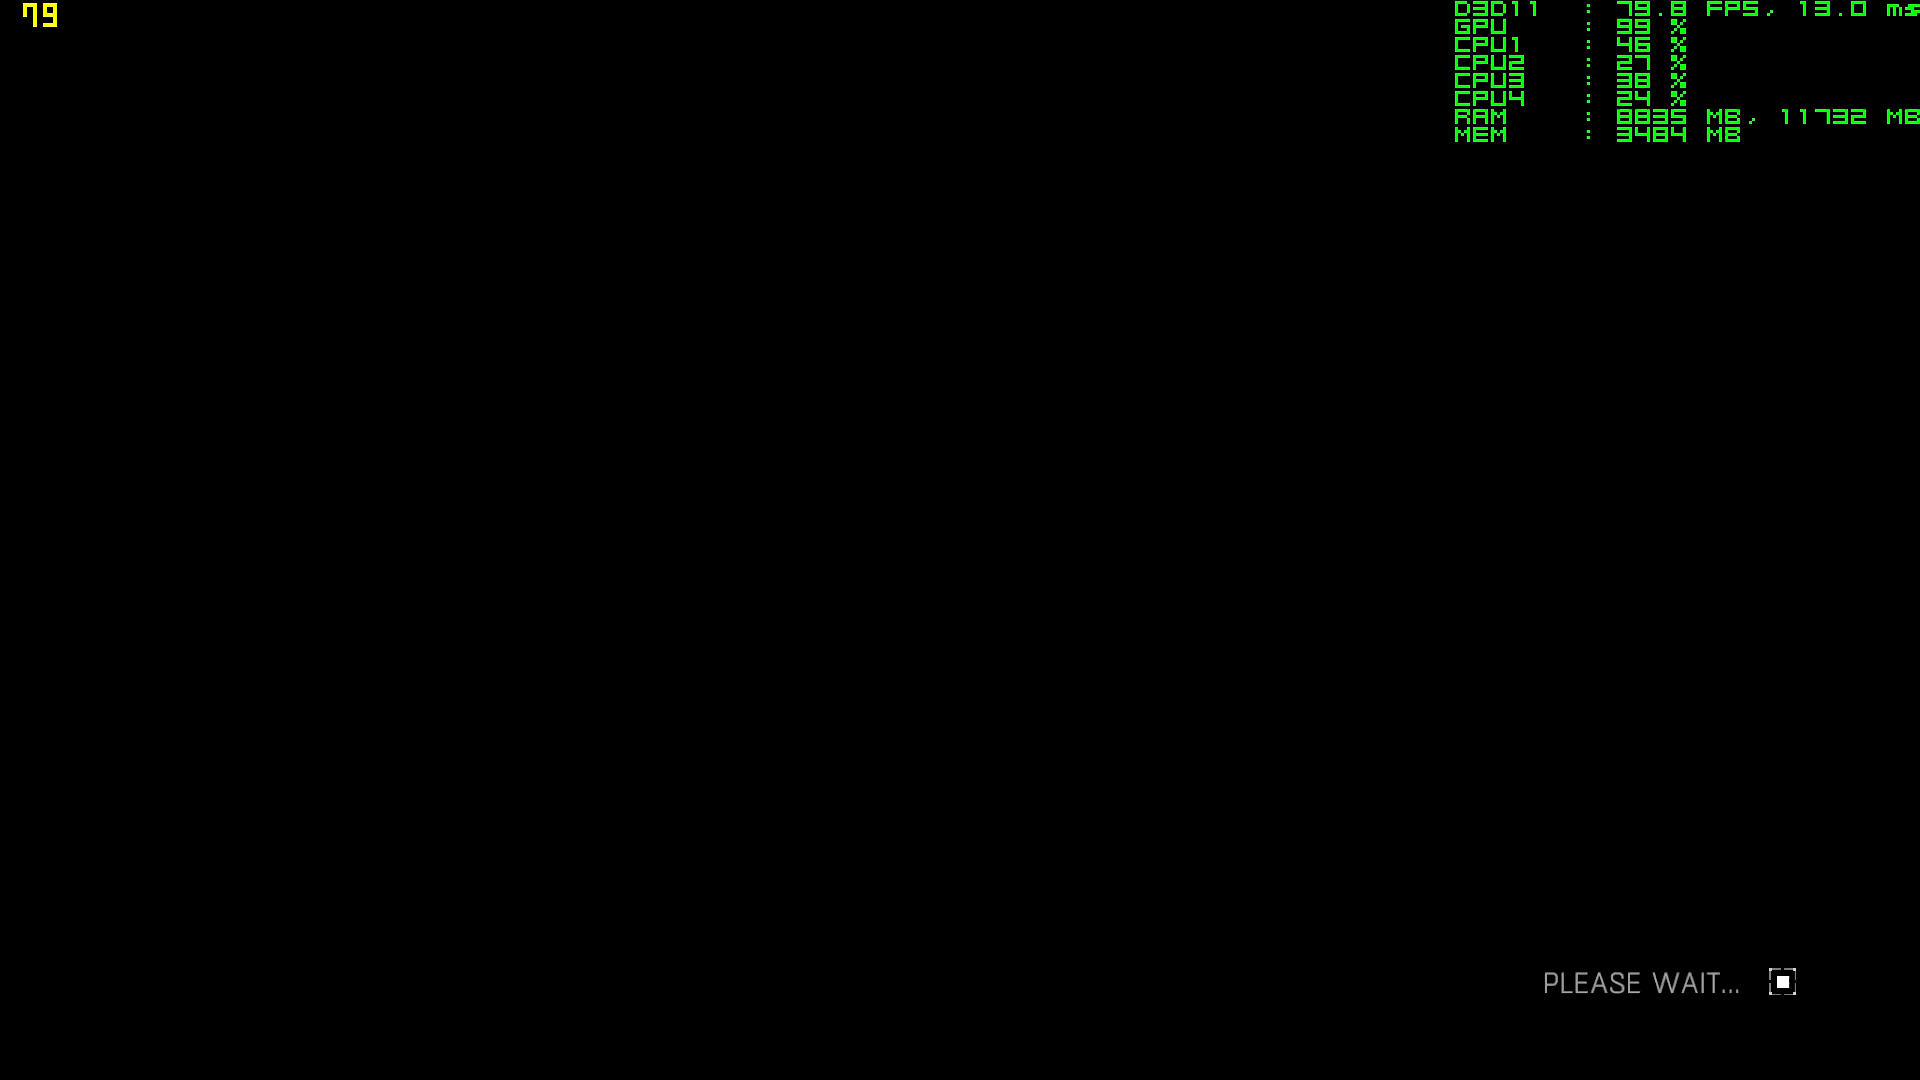 79
D3D11 : 79.8 FPS, 13.0 ms
GPU : 99 %
CPU1 : 46 %
CPU2 : 27 %
CPU3 : 38 %
CPU4 : 24 %
RAM : 8835 MB, 11732 MB
MEM : 3484 MB
PLEASE WAIT...